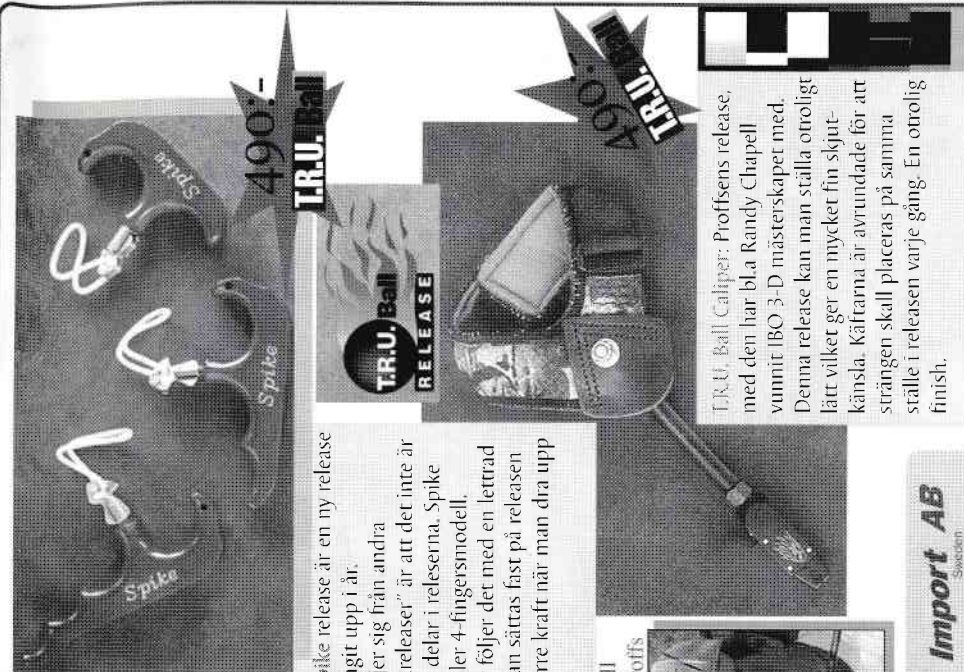 Spike
Spike
Spike
490:-
T.R.U. Ball
T.R.U. Ball
RELEASE
490:-
T.R.U. Ball
ike release är en ny release
git upp i år.
er sig från andra
releaser" är att det inte är
delar i releserna. Spike
ler 4-fingersmodell.
följer det med en lettrad
an sättas fast på releasen
rre kraft när man dra upp
ll
offs
T.R.U. Ball Caliper: Proffsens release,
med den har bl.a Randy Chapell
vunnit IBO 3-D mästerskapet med.
Denna release kan man ställa otroligt
lätt vilket ger en mycket fin skjut-
känsla. Käftarna är avrundade för att
strängen skall placeras på samma
ställe i releasen varje gång. En otrolig
finish.
Import AB
Sweden